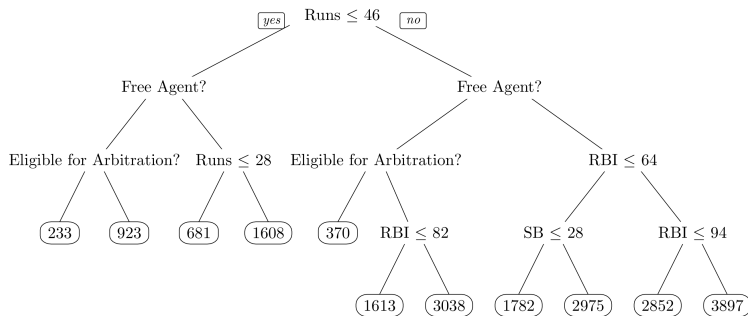 yes Runs ≤ 46 no
Free Agent? Free Agent?
Eligible for Arbitration? Runs ≤ 28 Eligible for Arbitration? RBI ≤ 64
233 923 681 1608 370 RBI ≤ 82 SB ≤ 28 RBI ≤ 94
1613 3038 1782 2975 2852 3897